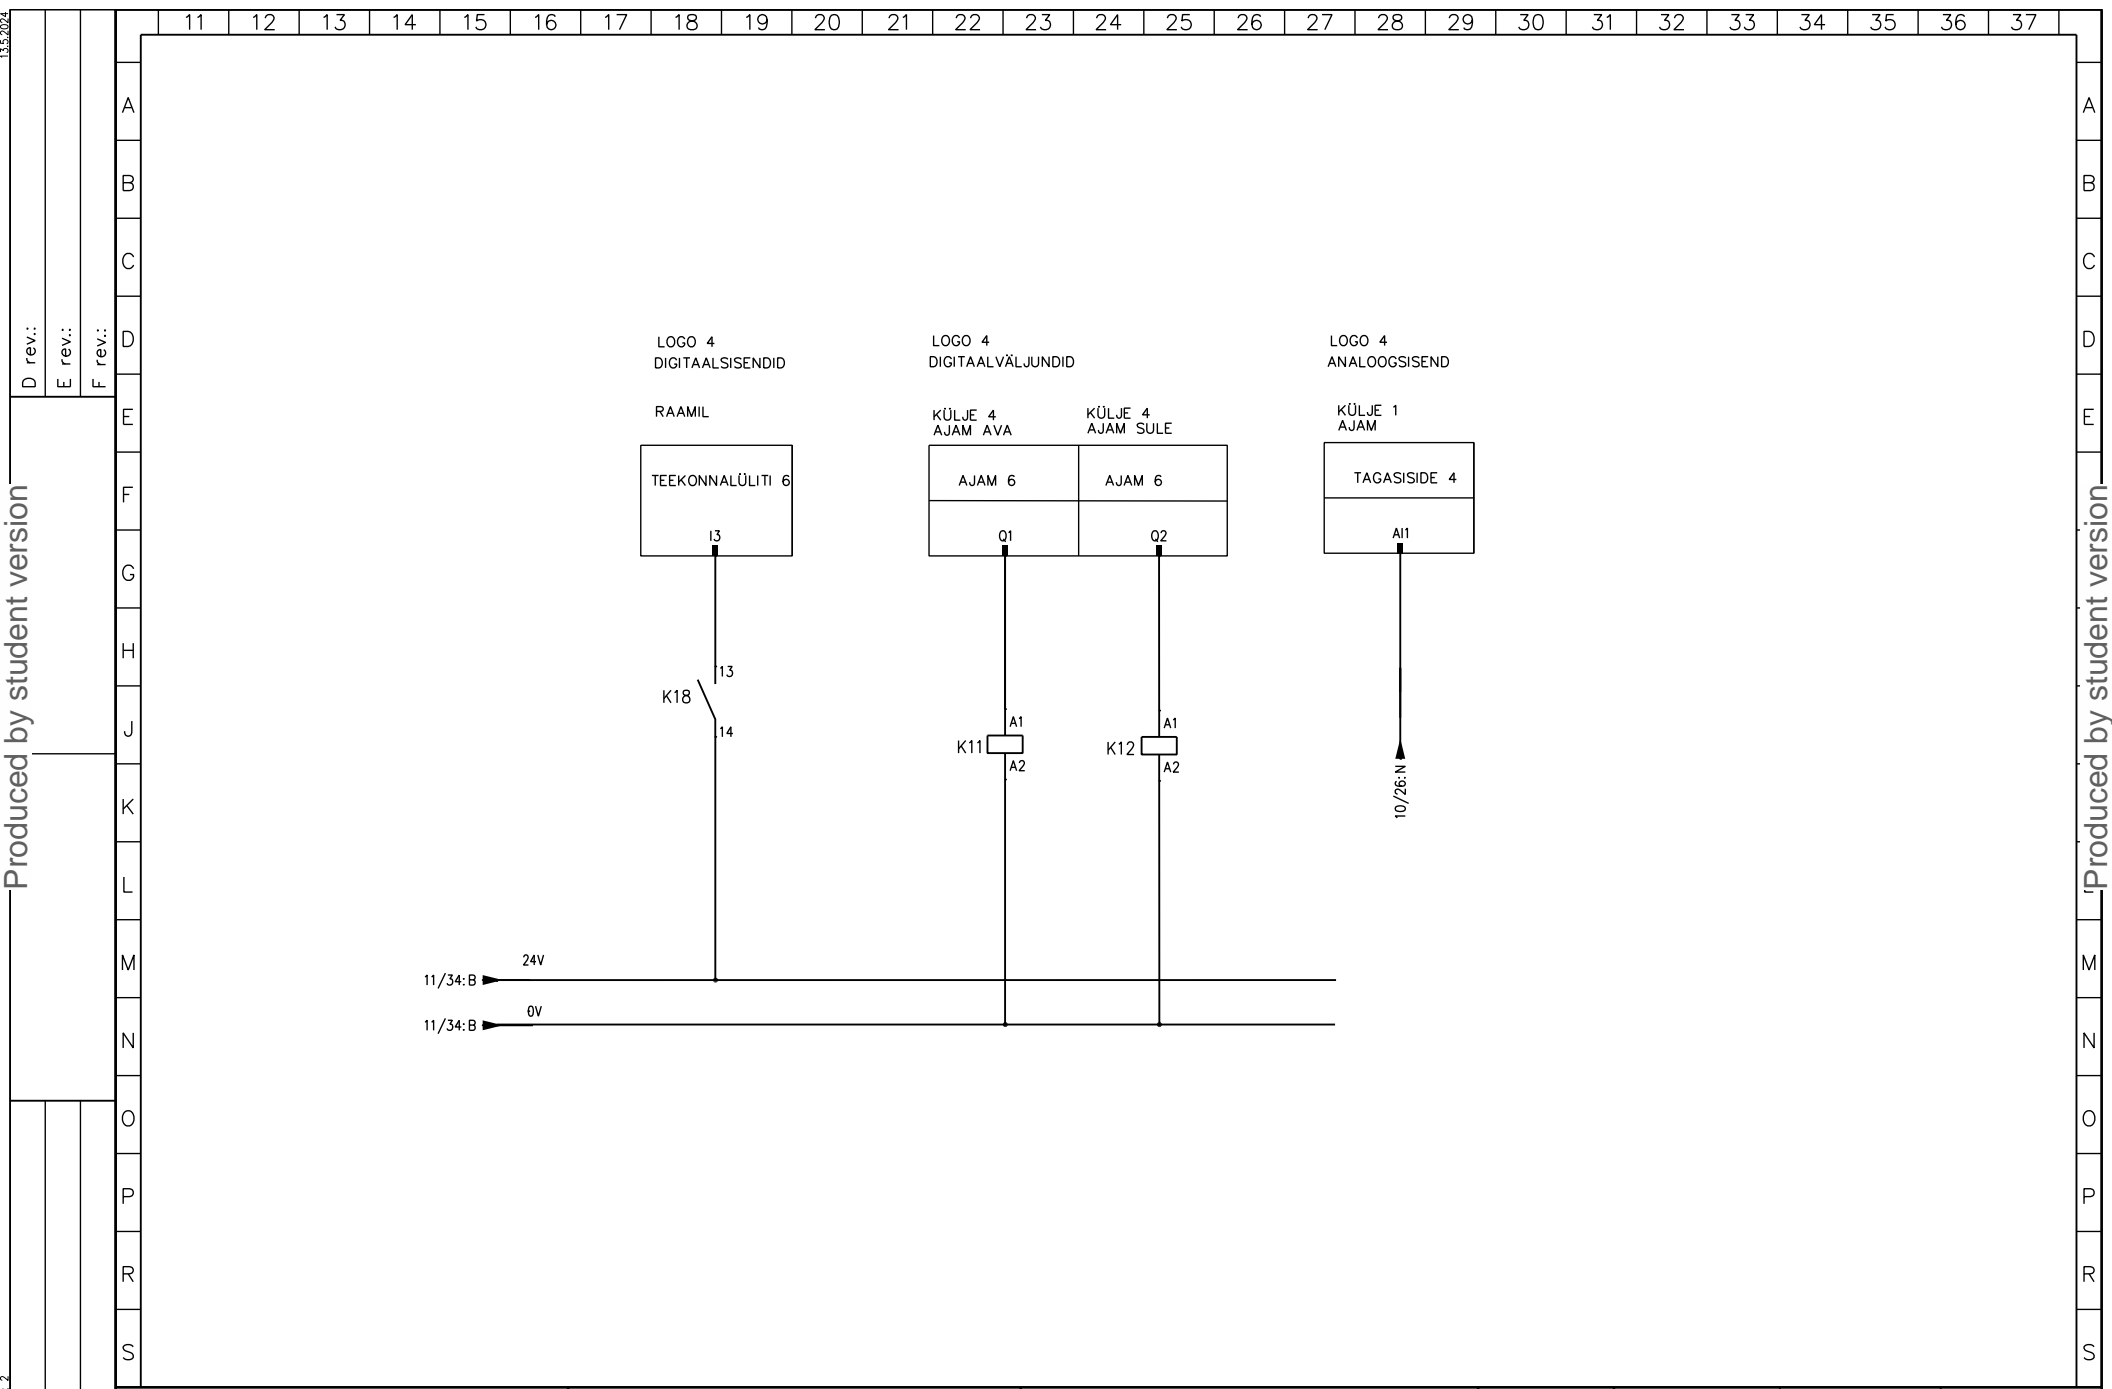 13.5.2024
11 12 13 14 15 16 17 18 19 20 21 22 23 24 25 26 27 28 29 30 31 32 33 34 35 36 37
A A
B B
C C
D rev.:
E rev.:
F rev.:
D D
LOGO 4
DIGITAALSISENDID
LOGO 4
DIGITAALVÄLJUNDID
LOGO 4
ANALOOGSISEND
E E
RAAMIL
KÜLJE 4
AJAM AVA
KÜLJE 4
AJAM SULE
KÜLJE 1
AJAM
F F
TEEKONNALÜLITI 6
AJAM 6
AJAM 6
TAGASISIDE 4
I3
Q1
Q2
AI1
G G
H H
Produced by student version
Produced by student version
13
K18
14
J J
A1
K11
A2
A1
K12
A2
10/26:N
K K
L L
M M
24V
11/34:B
0V
11/34:B
N N
O O
P P
R R
S S